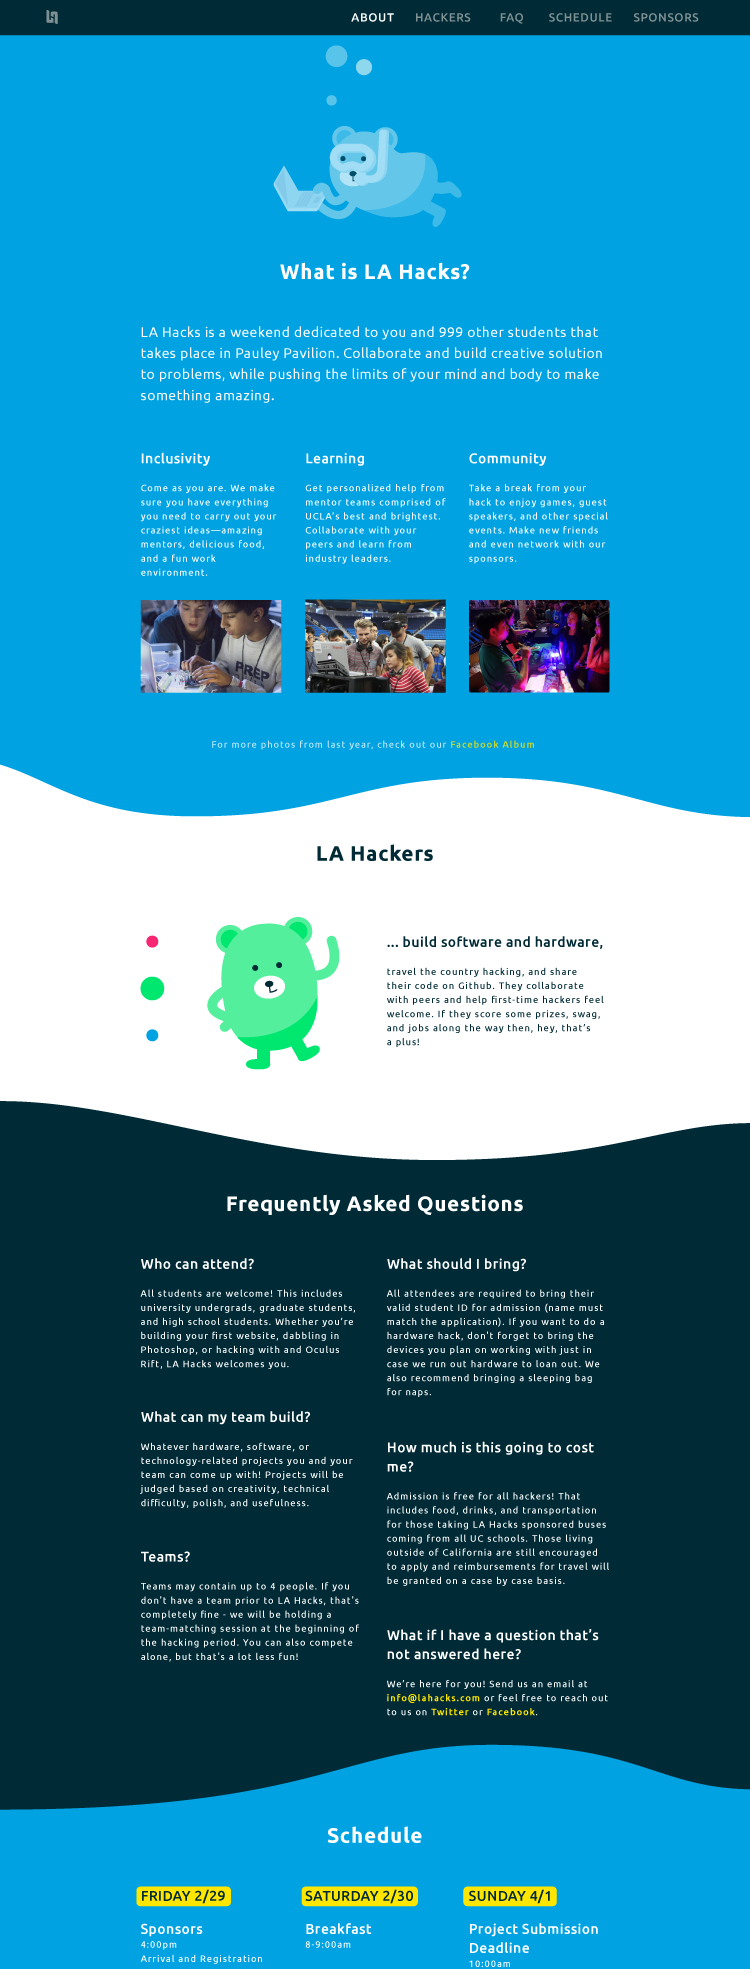 ABOUT HACKERS FAQ SCHEDULE SPONSORS
What is LA Hacks?
LA Hacks is a weekend dedicated to you and 999 other students that
takes place in Pauley Pavilion. Collaborate and build creative solution
to problems, while pushing the limits of your mind and body to make
something amazing.
Inclusivity
Come as you are. We make
sure you have everything
you need to carry out your
craziest ideas—amazing
mentors, delicious food,
and a fun work
environment.
Learning
Get personalized help from
mentor teams comprised of
UCLA's best and brightest.
Collaborate with your
peers and learn from
industry leaders.
Community
Take a break from your
hack to enjoy games, guest
speakers, and other special
events. Make new friends
and even network with our
sponsors.
PREP
For more photos from last year, check out our Facebook Album
LA Hackers
... build software and hardware,
travel the country hacking, and share
their code on Github. They collaborate
with peers and help first-time hackers feel
welcome. If they score some prizes, swag,
and jobs along the way then, hey, that's
a plus!
Frequently Asked Questions
Who can attend?
All students are welcome! This includes
university undergrads, graduate students,
and high school students. Whether you're
building your first website, dabbling in
Photoshop, or hacking with and Oculus
Rift, LA Hacks welcomes you.
What can my team build?
Whatever hardware, software, or
technology-related projects you and your
team can come up with! Projects will be
judged based on creativity, technical
difficulty, polish, and usefulness.
Teams?
Teams may contain up to 4 people. If you
don't have a team prior to LA Hacks, that's
completely fine - we will be holding a
team-matching session at the beginning of
the hacking period. You can also compete
alone, but that's a lot less fun!
What should I bring?
All attendees are required to bring their
valid student ID for admission (name must
match the application). If you want to do a
hardware hack, don't forget to bring the
devices you plan on working with just in
case we run out hardware to loan out. We
also recommend bringing a sleeping bag
for naps.
How much is this going to cost
me?
Admission is free for all hackers! That
includes food, drinks, and transportation
for those taking LA Hacks sponsored buses
coming from all UC schools. Those living
outside of California are still encouraged
to apply and reimbursements for travel will
be granted on a case by case basis.
What if I have a question that's
not answered here?
We're here for you! Send us an email at
info@lahacks.com or feel free to reach out
to us on Twitter or Facebook.
Schedule
FRIDAY 2/29
Sponsors
4:00pm
Arrival and Registration
SATURDAY 2/30
Breakfast
8-9:00am
SUNDAY 4/1
Project Submission
Deadline
10:00am